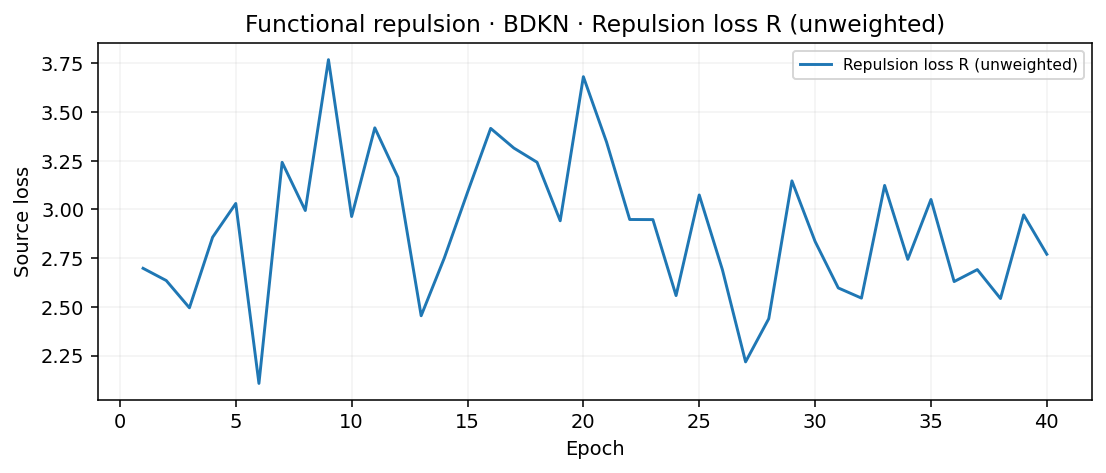 Functional repulsion · BDKN · Repulsion loss R (unweighted)
Repulsion loss R (unweighted)
Source loss
3.75
3.50
3.25
3.00
2.75
2.50
2.25
0 5 10 15 20 25 30 35 40
Epoch